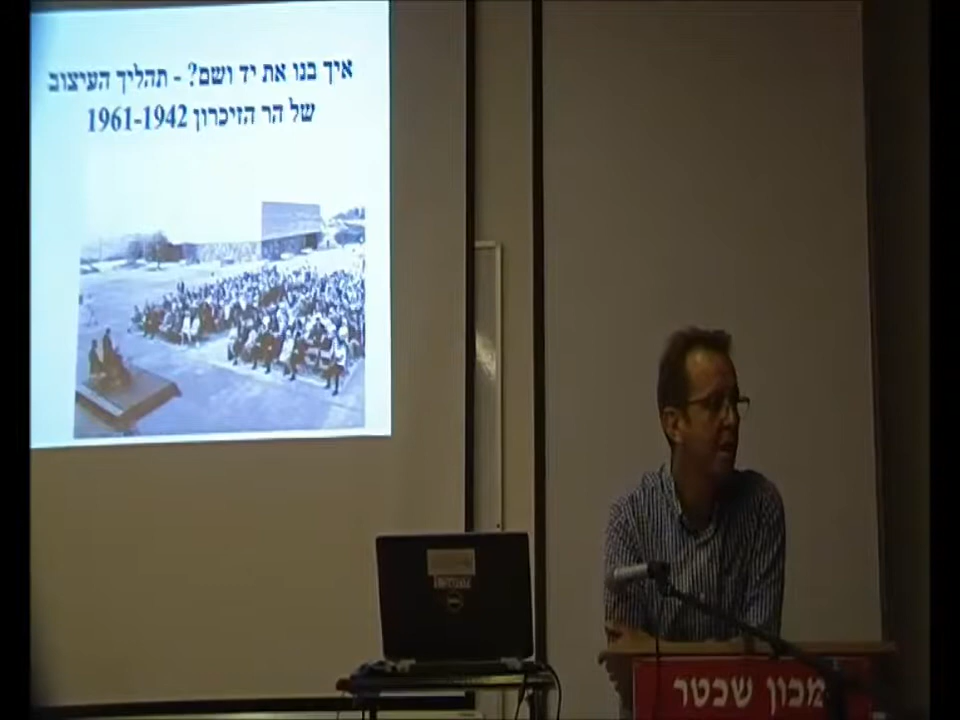 איך בנו את יד ושם? - תהליך העיצוב
של הר הזיכרון 1961-1942
מכון שכטר